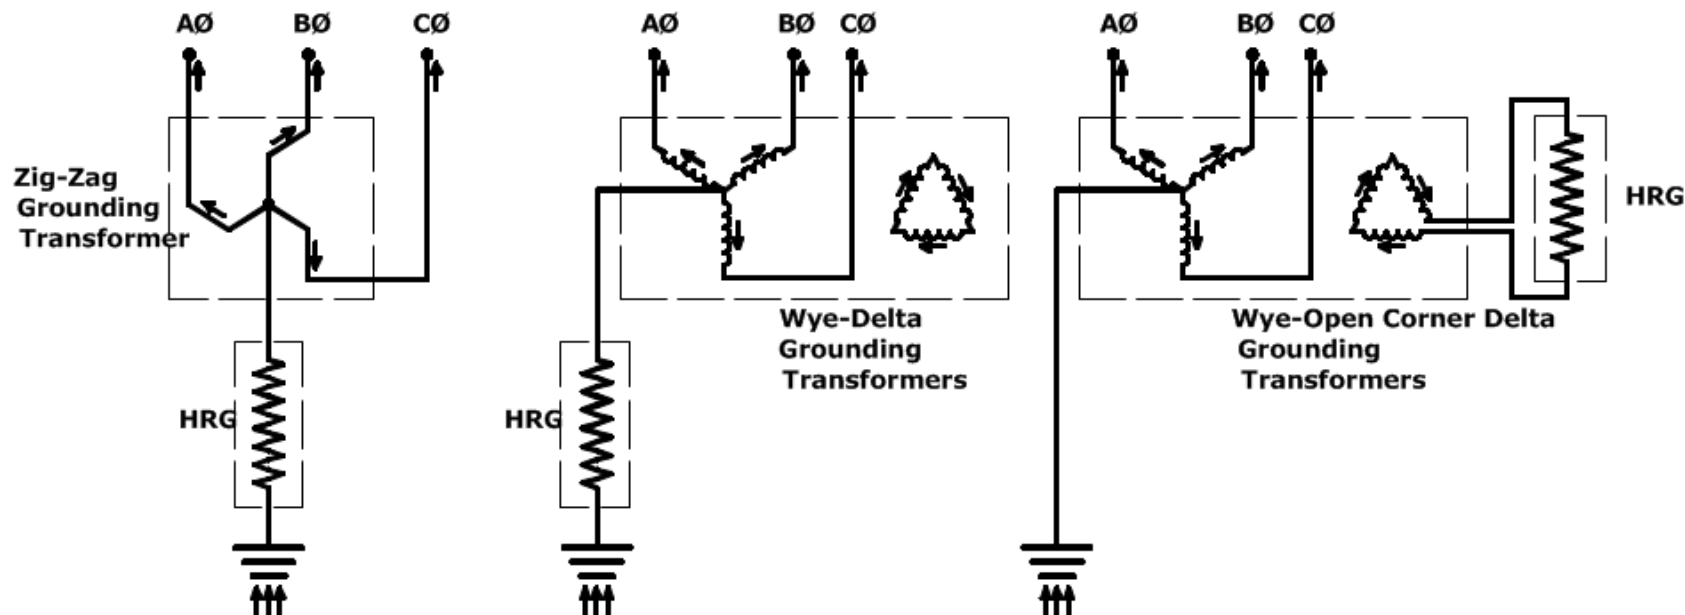 AØ BØ CØ
AØ BØ CØ
AØ BØ CØ
Zig-Zag
Grounding
Transformer
HRG
HRG
Wye-Delta
Grounding
Transformers
Wye-Open Corner Delta
Grounding
Transformers
HRG